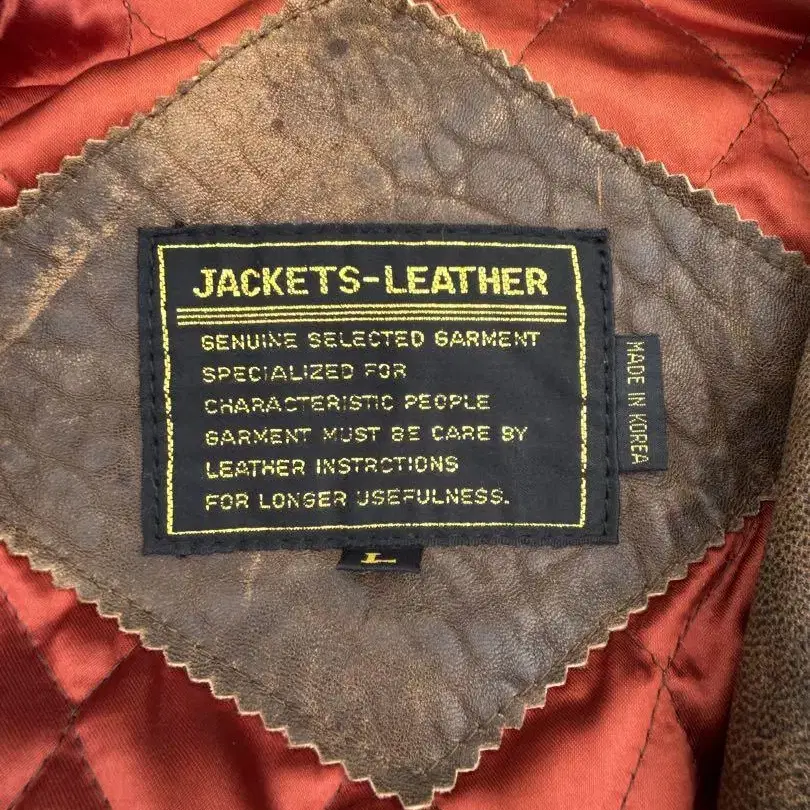 JACKETS-LEATHER
GENUINE SELECTED GARMENT
SPECIALIZED FOR
CHARACTERISTIC PEOPLE
GARMENT MUST BE CARE BY
LEATHER INSTRCTIONS
FOR LONGER USEFULNESS.
MADE IN KOREA
L